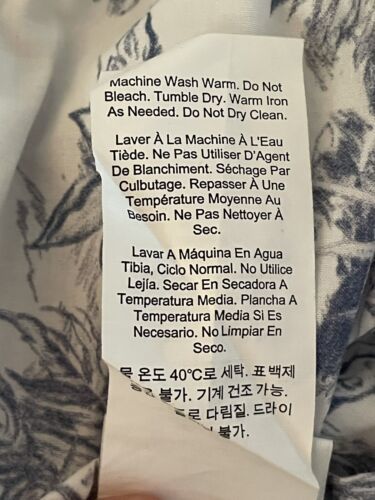 Machine Wash Warm. Do Not
Bleach. Tumble Dry. Warm Iron
As Needed. Do Not Dry Clean.
Laver À La Machine À L'Eau
Tiède. Ne Pas Utiliser D'Agent
De Blanchiment. Séchage Par
Culbutage. Repasser À Une
Température Moyenne Au
Besoin. Ne Pas Nettoyer À
Sec.
Lavar A Máquina En Agua
Tibia, Ciclo Normal. No Utilice
Lejía. Secar En Secadora A
Temperatura Media. Plancha A
Temperatura Media Si Es
Necesario. No Limpiar En
Seco.
물 온도 40℃로 세탁. 표 백제
불가. 기계 건조 가능.
다림질. 드라이
불가.